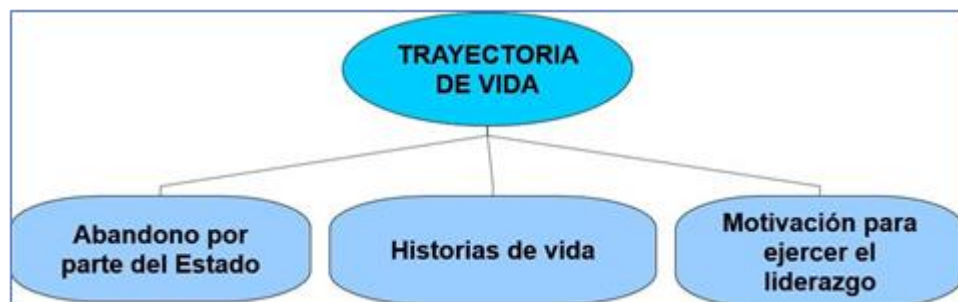 TRAYECTORIA
DE VIDA
Abandono por
parte del Estado
Historias de vida
Motivación para
ejercer el
liderazgo